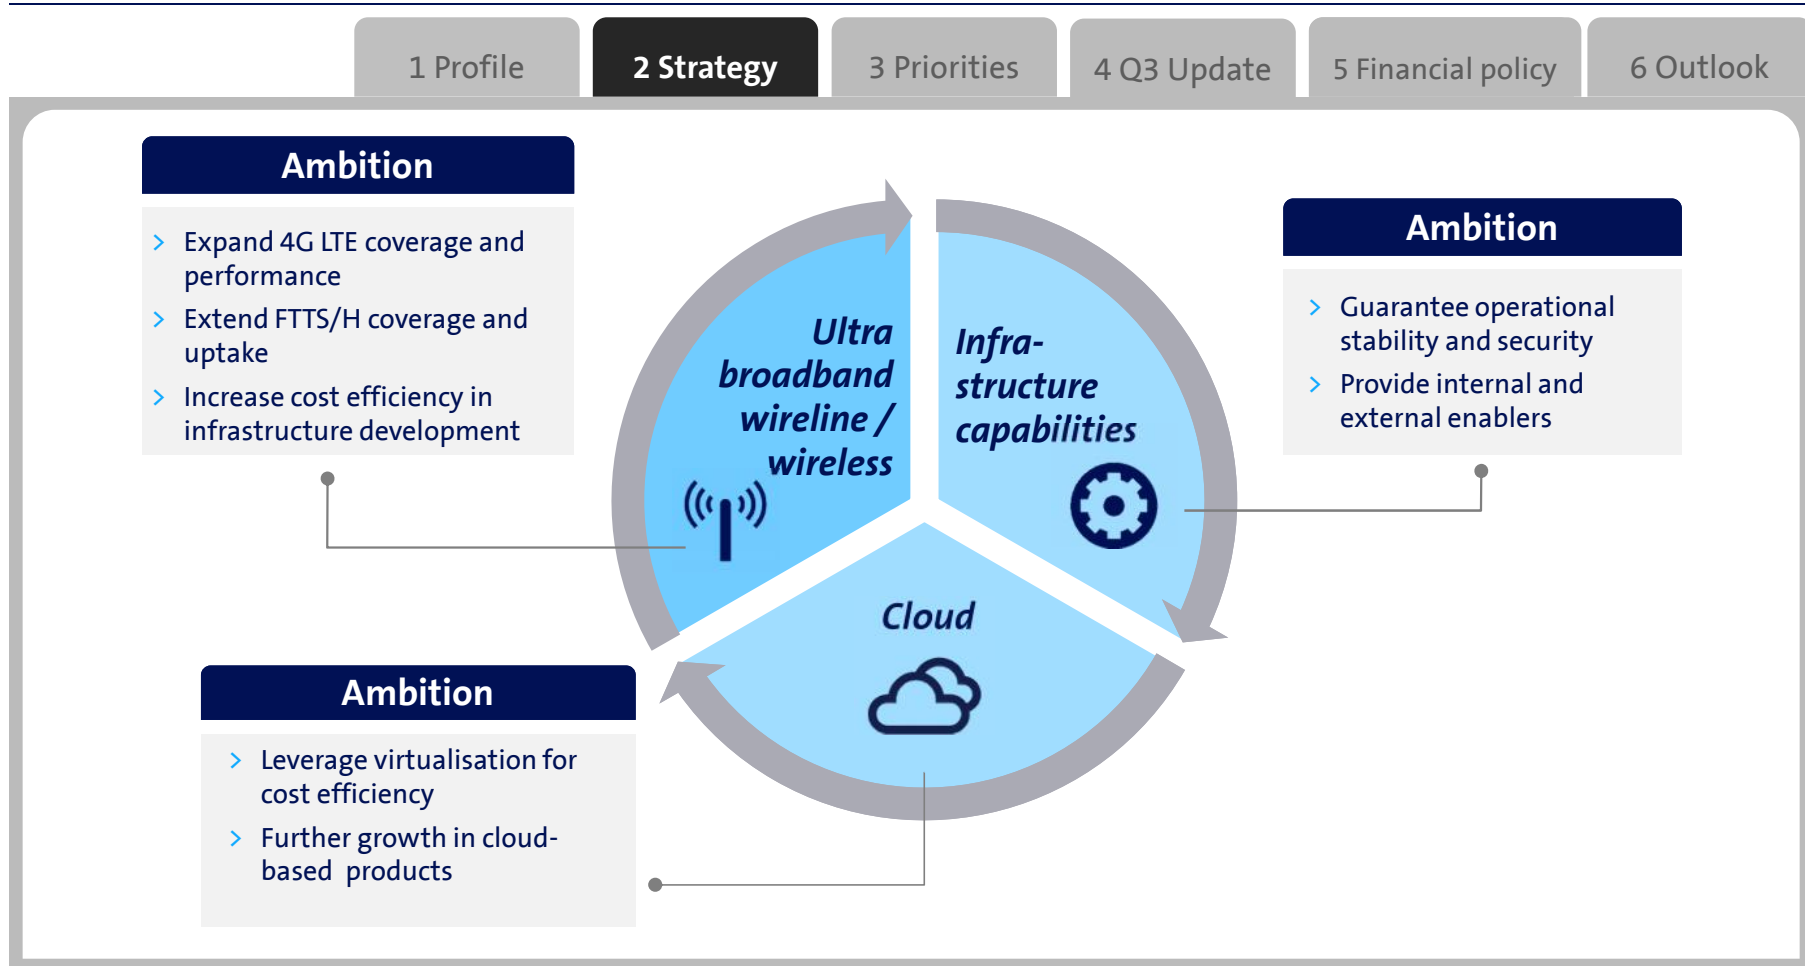 1 Profile
2 Strategy
3 Priorities
4 Q3 Update
5 Financial policy
6 Outlook
Ambition
> Expand 4G LTE coverage and
performance
> Extend FTTS/H coverage and
uptake
> Increase cost efficiency in
infrastructure development
Ultra
broadband
wireline /
wireless
Infra-
structure
capabilities
Ambition
> Guarantee operational
stability and security
> Provide internal and
external enablers
Cloud
Ambition
> Leverage virtualisation for
cost efficiency
> Further growth in cloud-
based products